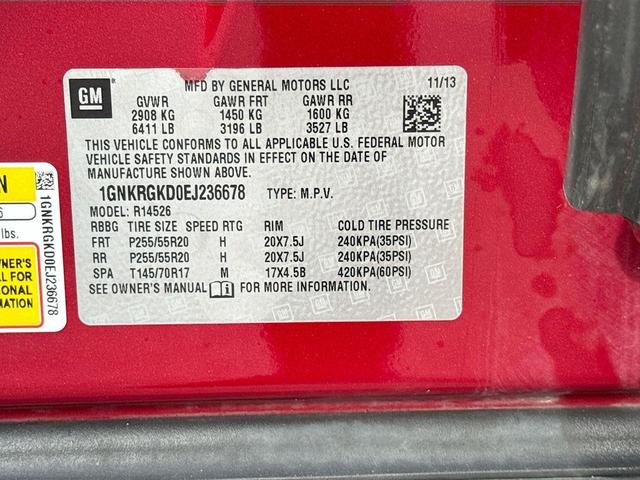 GM
MFD BY GENERAL MOTORS LLC 11/13
GVWR GAWR FRT GAWR RR
2908 KG 1450 KG 1600 KG
6411 LB 3196 LB 3527 LB
THIS VEHICLE CONFORMS TO ALL APPLICABLE U.S. FEDERAL MOTOR
VEHICLE SAFETY STANDARDS IN EFFECT ON THE DATE OF
MANUFACTURE SHOWN ABOVE.
1GNKRGKD0EJ236678 TYPE: M.P.V.
MODEL: R14526
RBBG TIRE SIZE SPEED RTG RIM COLD TIRE PRESSURE
FRT P255/55R20 H 20X7.5J 240KPA(35PSI)
RR P255/55R20 H 20X7.5J 240KPA(35PSI)
SPA T145/70R17 M 17X4.5B 420KPA(60PSI)
SEE OWNER'S MANUAL FOR MORE INFORMATION.
N
6
lbs.
WNER'S
L FOR
ONAL
MATION
1GNKRGKD0EJ236678